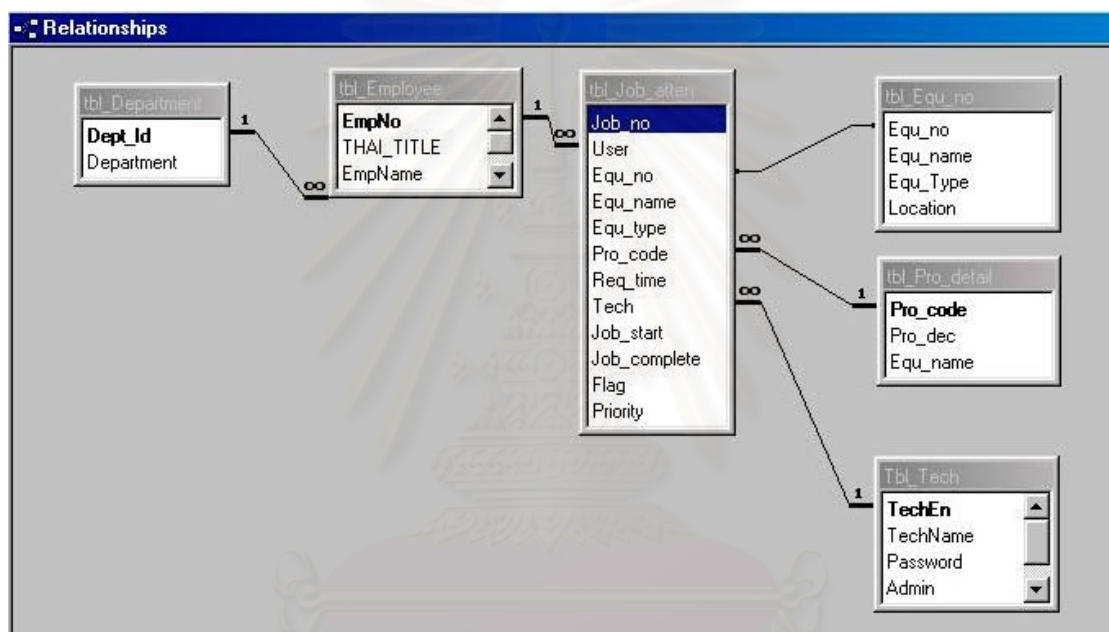 Relationships
tbl_Department
Dept_Id
Department
1
∞
tbl_Employee
EmpNo
THAI_TITLE
EmpName
1
∞
tbl_Job_atten
Job_no
User
Equ_no
Equ_name
Equ_type
Pro_code
Req_time
Tech
Job_start
Job_complete
Flag
Priority
tbl_Equ_no
Equ_no
Equ_name
Equ_Type
Location
∞
1
tbl_Pro_detail
Pro_code
Pro_dec
Equ_name
∞
1
Tbl_Tech
TechEn
TechName
Password
Admin